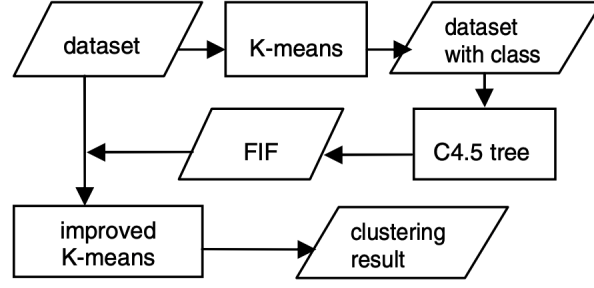 dataset
K-means
dataset
with class
FIF
C4.5 tree
improved
K-means
clustering
result